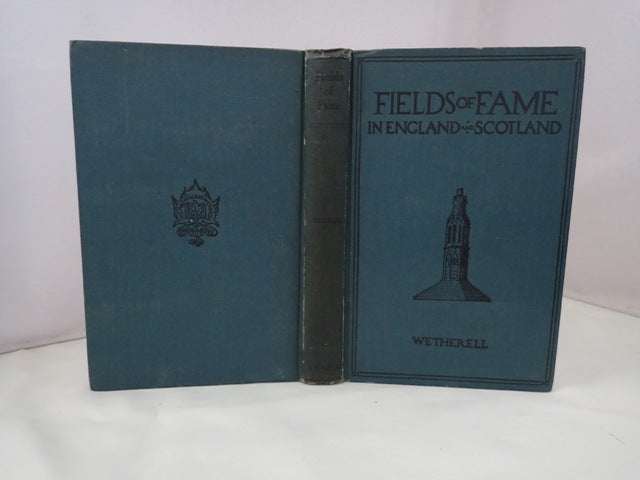 Fields
of
Fame
FIELDS OF FAME
IN ENGLAND AND SCOTLAND
WETHERELL